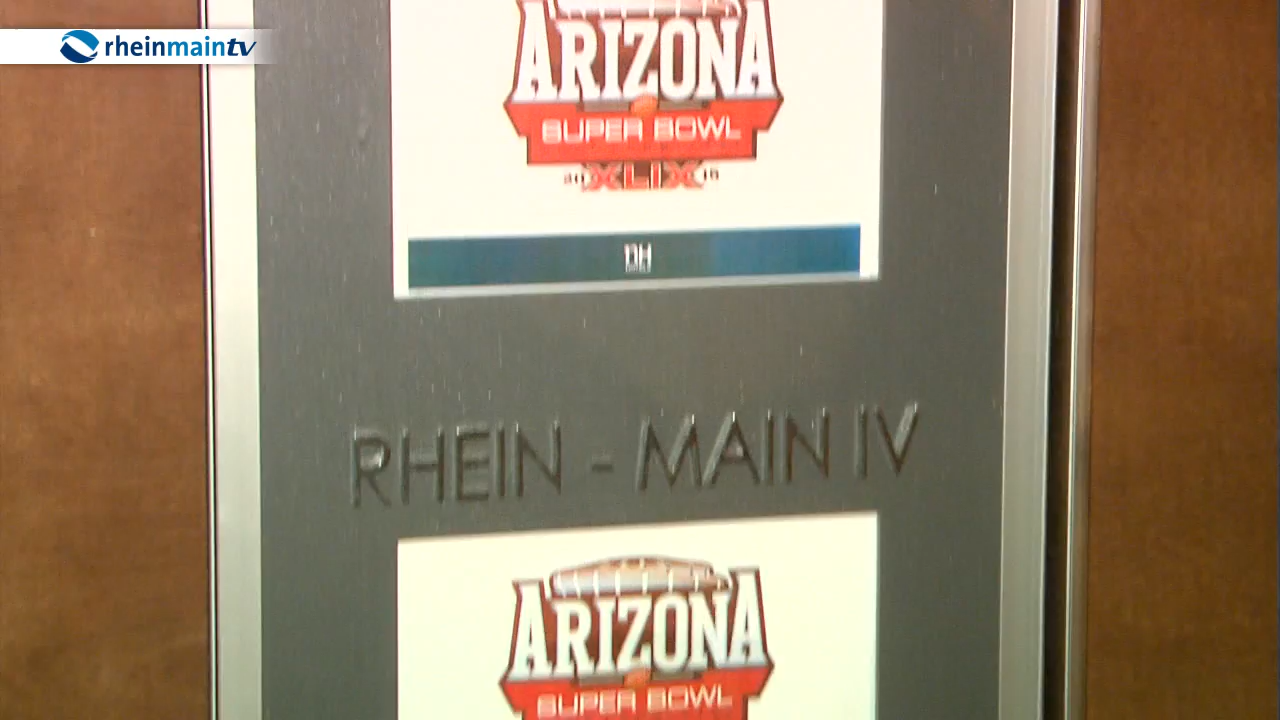 rheinmaintv
ARIZONA
SUPER BOWL
XLIX
RHEIN - MAIN IV
ARIZONA
SUPER BOWL